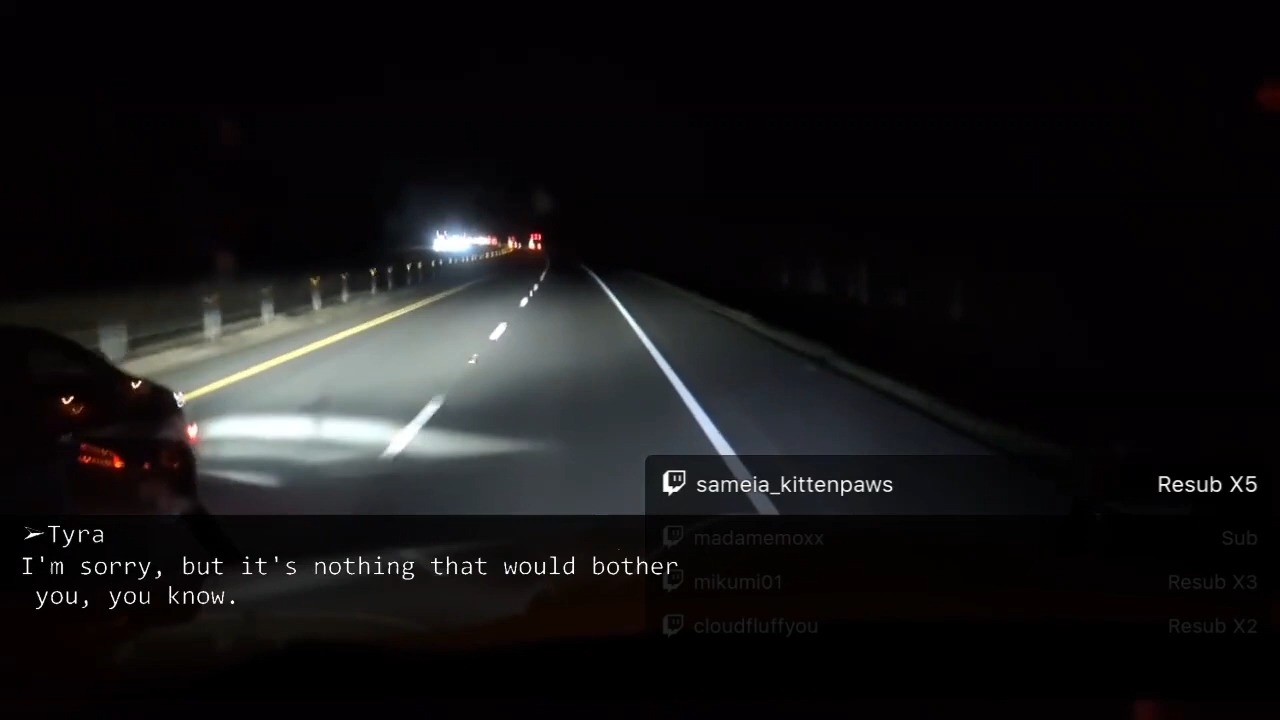 ➢Tyra
I'm sorry, but it's nothing that would bother
you, you know.
sameia_kittenpaws Resub X5
madamemoxx Sub
mikumi01 Resub X3
cloudfluffyou Resub X2